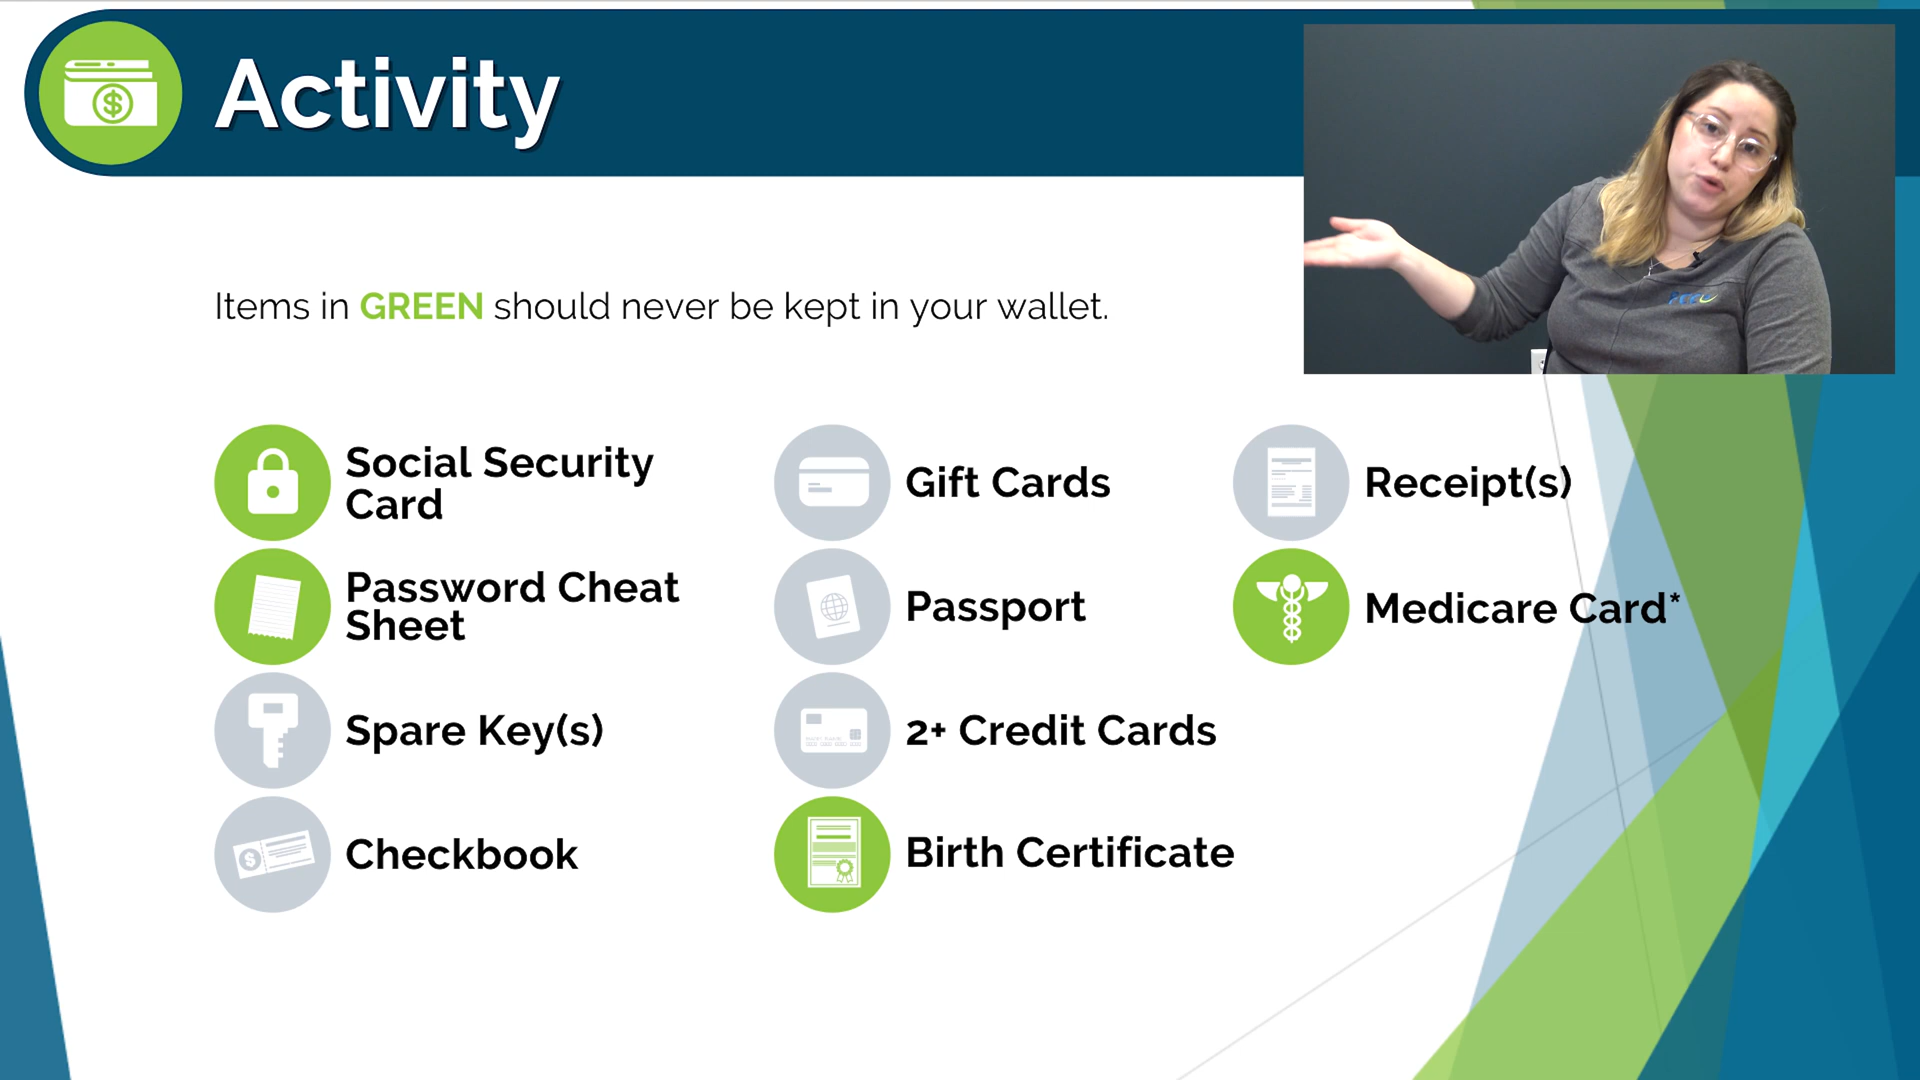 Activity
Items in GREEN should never be kept in your wallet.
Social Security
Card
Password Cheat
Sheet
Spare Key(s)
Checkbook
Gift Cards
Passport
2+ Credit Cards
Birth Certificate
Receipt(s)
Medicare Card*